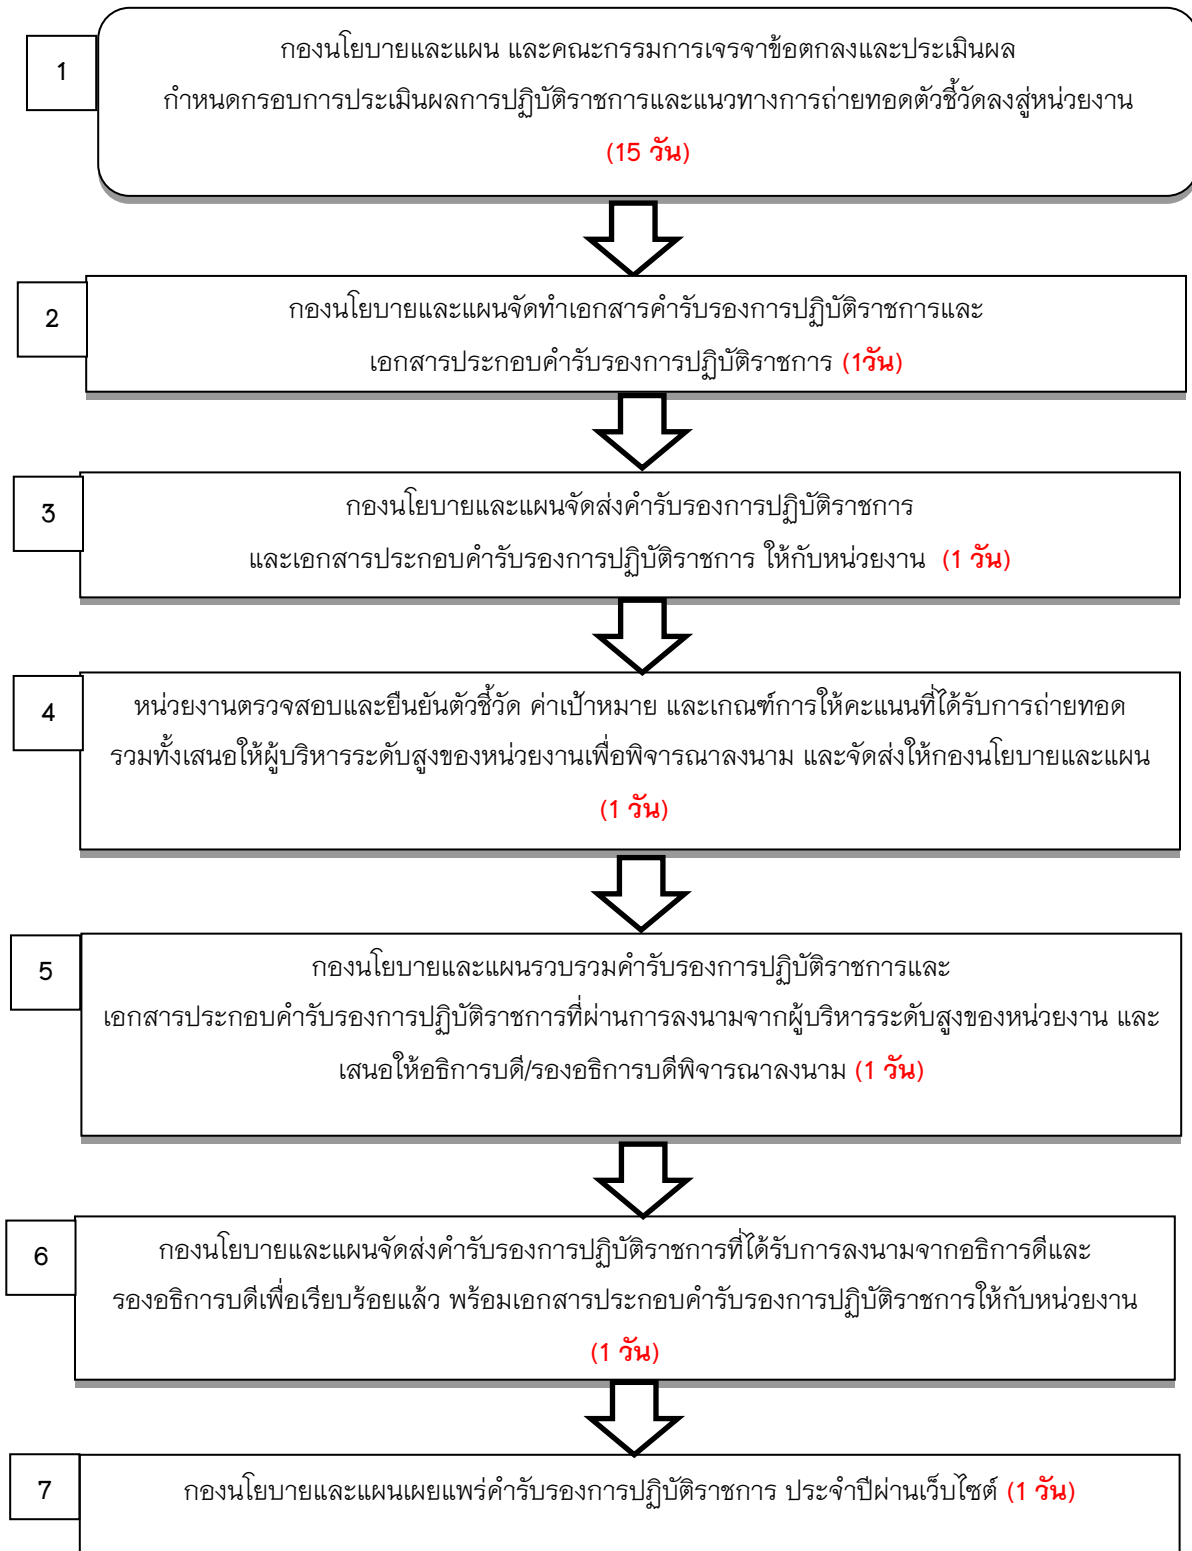 1
กองนโยบายและแผน และคณะกรรมการเจรจาข้อตกลงและประเมินผล
กำหนดกรอบการประเมินผลการปฏิบัติราชการและแนวทางการถ่ายทอดตัวชี้วัดลงสู่หน่วยงาน
(15 วัน)
2
กองนโยบายและแผนจัดทำเอกสารคำรับรองการปฏิบัติราชการและ
เอกสารประกอบคำรับรองการปฏิบัติราชการ (1วัน)
3
กองนโยบายและแผนจัดส่งคำรับรองการปฏิบัติราชการ
และเอกสารประกอบคำรับรองการปฏิบัติราชการ ให้กับหน่วยงาน (1 วัน)
4
หน่วยงานตรวจสอบและยืนยันตัวชี้วัด ค่าเป้าหมาย และเกณฑ์การให้คะแนนที่ได้รับการถ่ายทอด
รวมทั้งเสนอให้ผู้บริหารระดับสูงของหน่วยงานเพื่อพิจารณาลงนาม และจัดส่งให้กองนโยบายและแผน
(1 วัน)
5
กองนโยบายและแผนรวบรวมคำรับรองการปฏิบัติราชการและ
เอกสารประกอบคำรับรองการปฏิบัติราชการที่ผ่านการลงนามจากผู้บริหารระดับสูงของหน่วยงาน และ
เสนอให้อธิการบดี/รองอธิการบดีพิจารณาลงนาม (1 วัน)
6
กองนโยบายและแผนจัดส่งคำรับรองการปฏิบัติราชการที่ได้รับการลงนามจากอธิการดีและ
รองอธิการบดีเพื่อเรียบร้อยแล้ว พร้อมเอกสารประกอบคำรับรองการปฏิบัติราชการให้กับหน่วยงาน
(1 วัน)
7
กองนโยบายและแผนเผยแพร่คำรับรองการปฏิบัติราชการ ประจำปีผ่านเว็บไซต์ (1 วัน)